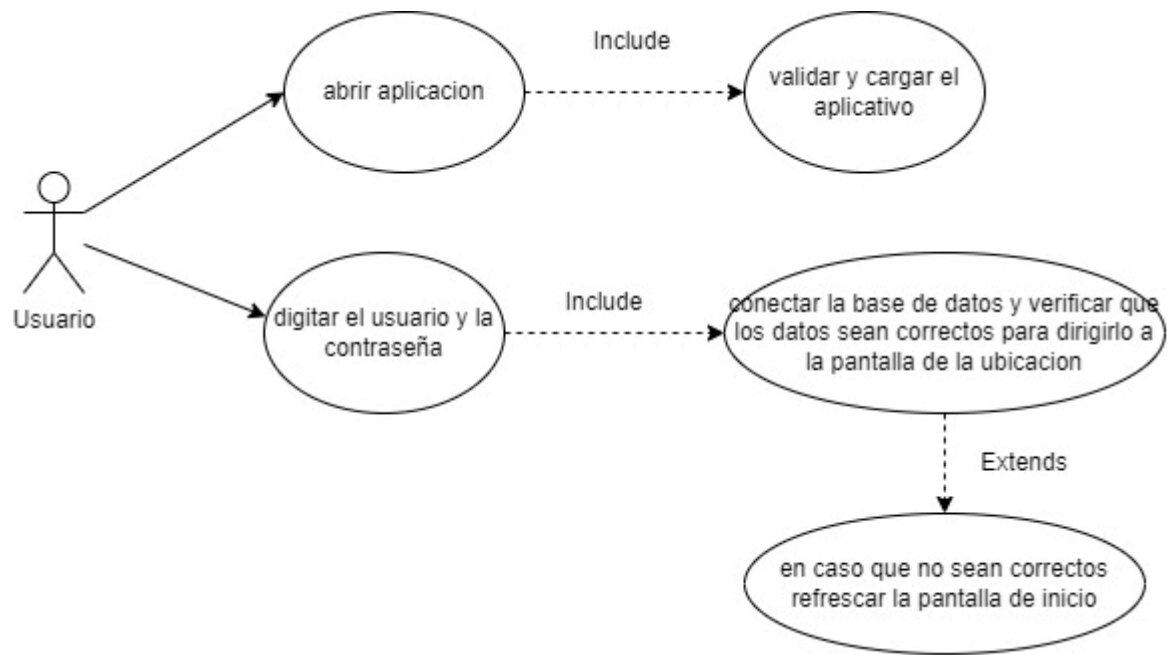 Include
abrir aplicacion
validar y cargar el
aplicativo
Usuario
digitar el usuario y la
contraseña
Include
conectar la base de datos y verificar que
los datos sean correctos para dirigirlo a
la pantalla de la ubicacion
Extends
en caso que no sean correctos
refrescar la pantalla de inicio